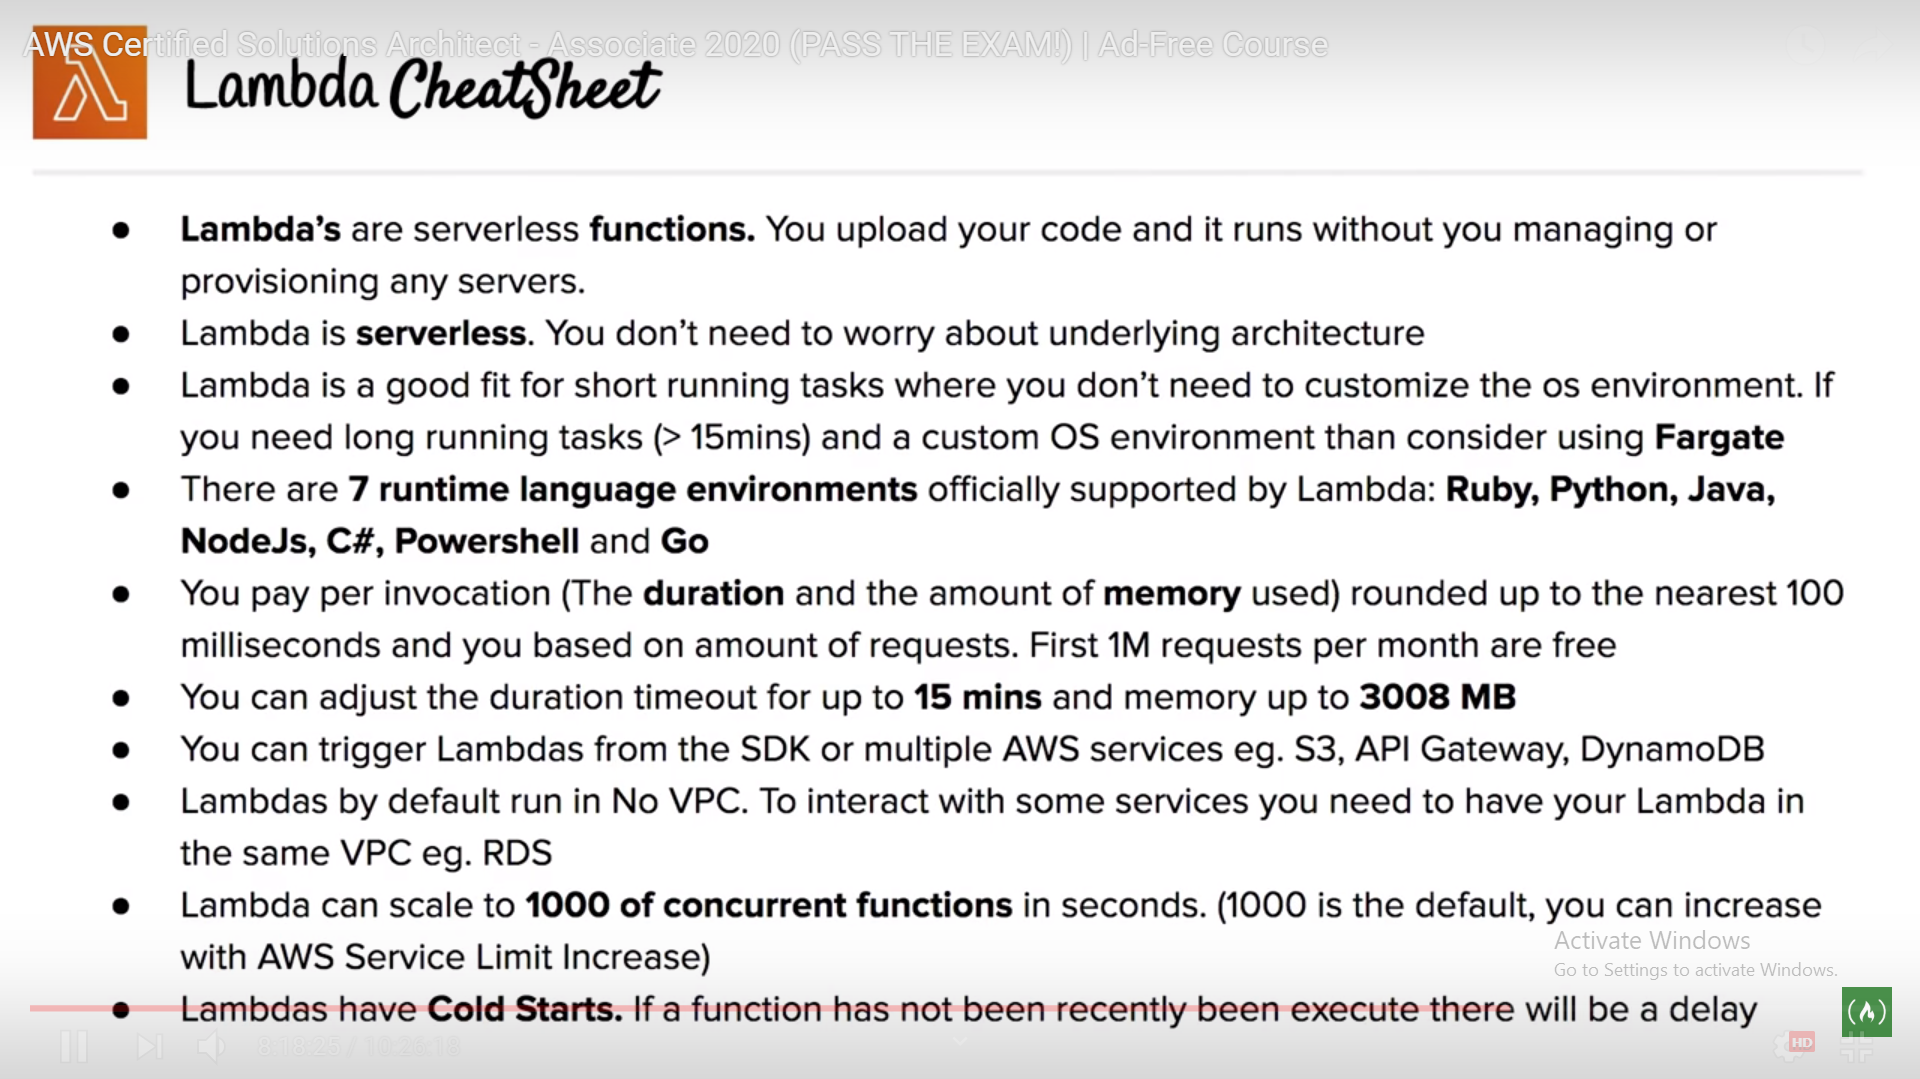 AWS Certified Solutions Architect - Associate 2020 (PASS THE EXAM!) | Ad-Free Course
Lambda CheatSheet
● Lambda's are serverless functions. You upload your code and it runs without you managing or
provisioning any servers.
● Lambda is serverless. You don't need to worry about underlying architecture
● Lambda is a good fit for short running tasks where you don't need to customize the os environment. If
you need long running tasks (> 15mins) and a custom OS environment than consider using Fargate
● There are 7 runtime language environments officially supported by Lambda: Ruby, Python, Java,
NodeJs, C#, Powershell and Go
● You pay per invocation (The duration and the amount of memory used) rounded up to the nearest 100
milliseconds and you based on amount of requests. First 1M requests per month are free
● You can adjust the duration timeout for up to 15 mins and memory up to 3008 MB
● You can trigger Lambdas from the SDK or multiple AWS services eg. S3, API Gateway, DynamoDB
● Lambdas by default run in No VPC. To interact with some services you need to have your Lambda in
the same VPC eg. RDS
● Lambda can scale to 1000 of concurrent functions in seconds. (1000 is the default, you can increase
with AWS Service Limit Increase)
Activate Windows
Go to Settings to activate Windows.
● Lambdas have Cold Starts. If a function has not been recently been execute there will be a delay
8:18:25 / 10:26:18
HD